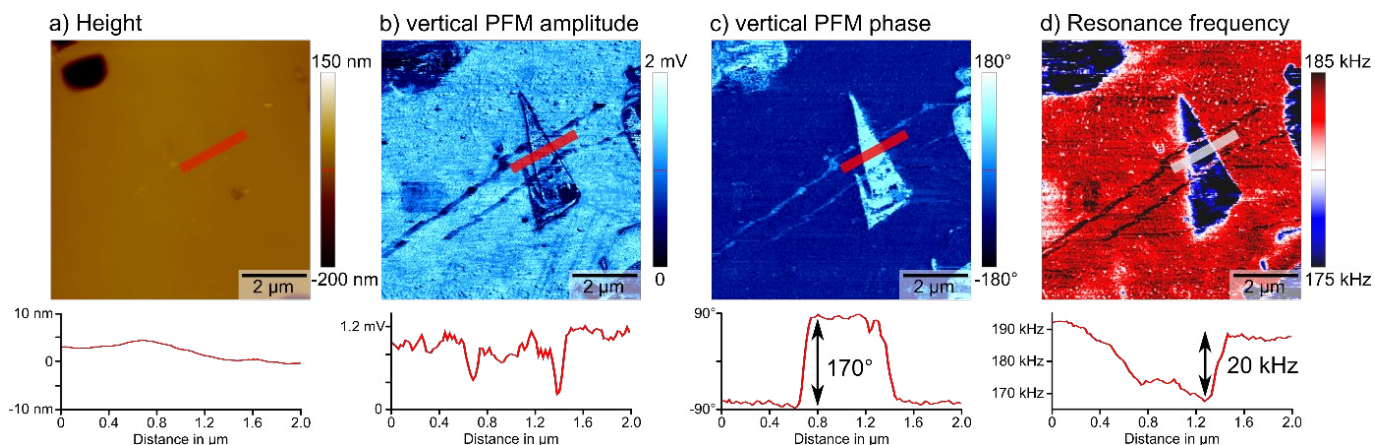 a) Height
150 nm
-200 nm
2 µm
10 nm
0
-10 nm
0 0.4 0.8 1.2 1.6 2.0
Distance in µm
b) vertical PFM amplitude
2 mV
0
2 µm
1.2 mV
0
0 0.4 0.8 1.2 1.6 2.0
Distance in µm
c) vertical PFM phase
180°
-180°
2 µm
90°
170°
-90°
0 0.4 0.8 1.2 1.6 2.0
Distance in µm
d) Resonance frequency
185 kHz
175 kHz
2 µm
190 kHz
180 kHz
20 kHz
170 kHz
0 0.4 0.8 1.2 1.6 2.0
Distance in µm